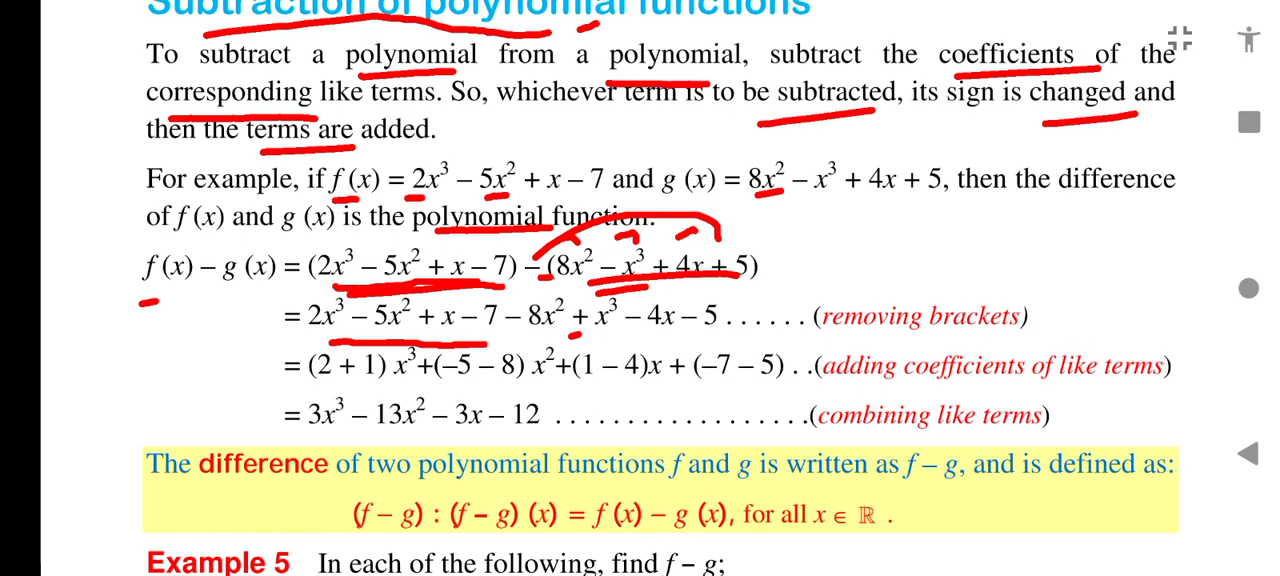 Subtraction of polynomial functions
To subtract a polynomial from a polynomial, subtract the coefficients of the
corresponding like terms. So, whichever term is to be subtracted, its sign is changed and
then the terms are added.
For example, if f (x) = 2x³ – 5x² + x – 7 and g (x) = 8x² – x³ + 4x + 5, then the difference
of f (x) and g (x) is the polynomial function:
f (x) – g (x) = (2x³ – 5x² + x – 7) – (8x² – x³ + 4x + 5)
= 2x³ – 5x² + x – 7 – 8x² + x³ – 4x – 5 . . . . . . (removing brackets)
= (2 + 1) x³+(–5 – 8) x²+(1 – 4)x + (–7 – 5) . .(adding coefficients of like terms)
= 3x³ – 13x² – 3x – 12 . . . . . . . . . . . . . . . . . .(combining like terms)
The difference of two polynomial functions f and g is written as f – g, and is defined as:
(f – g) : (f – g) (x) = f (x) – g (x), for all x ∈ ℝ .
Example 5 In each of the following, find f – g;